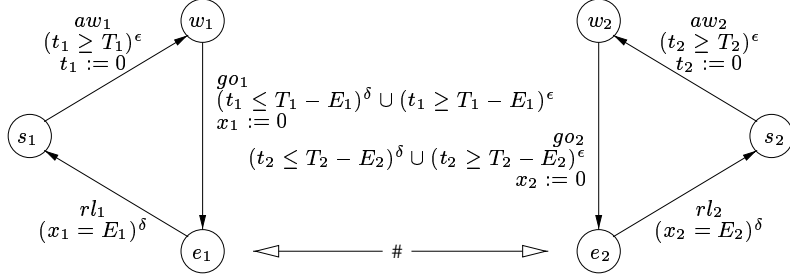 w₁
aw₁
(t₁ ≥ T₁)^ϵ
t₁ := 0
s₁
go₁
(t₁ ≤ T₁ − E₁)^δ ∪ (t₁ ≥ T₁ − E₁)^ϵ
x₁ := 0
rl₁
(x₁ = E₁)^δ
e₁
#
w₂
aw₂
(t₂ ≥ T₂)^ϵ
t₂ := 0
s₂
go₂
(t₂ ≤ T₂ − E₂)^δ ∪ (t₂ ≥ T₂ − E₂)^ϵ
x₂ := 0
rl₂
(x₂ = E₂)^δ
e₂